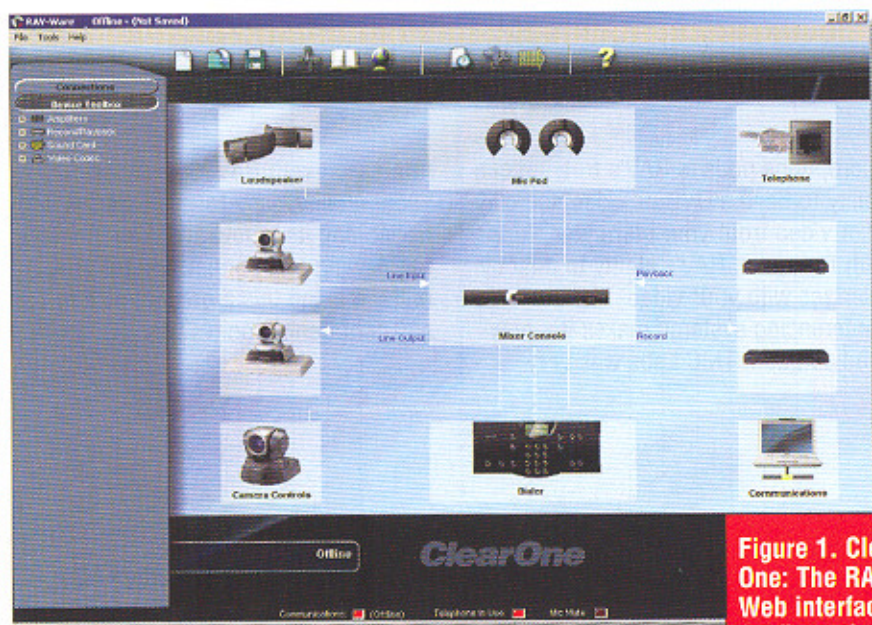 RAV-Ware Offline - (Not Saved)
File Tools Help
Connections
Device Toolbox
Amplifiers
Record/Playback
Sound Card
Video Codec
Loudspeaker
Mic Pod
Telephone
Line Input
Playback
Mixer Console
Line Output
Record
Camera Controls
Dialer
Communications
Offline
ClearOne
Communications: (Offline) Telephone In Use Mic Mute
Figure 1. Cle
One: The RA
Web interfac